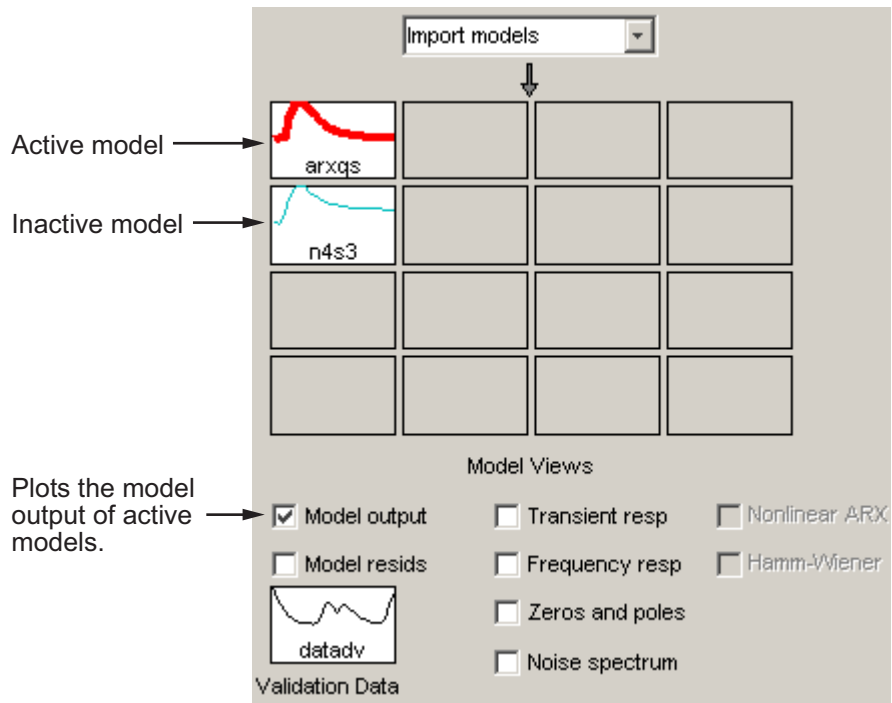 Import models
Active model
arxqs
Inactive model
n4s3
Model Views
Plots the model
output of active
models.
Model output
Transient resp
Nonlinear ARX
Model resids
Frequency resp
Hamm-Wiener
datadv
Zeros and poles
Noise spectrum
Validation Data